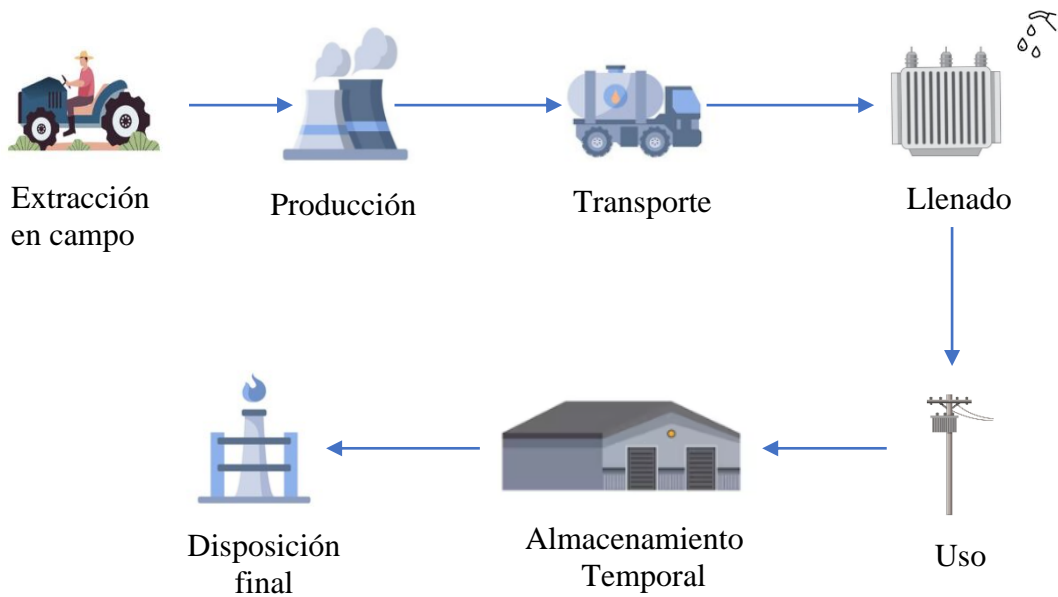 Extracción
en campo
Producción
Transporte
Llenado
Disposición
final
Almacenamiento
Temporal
Uso